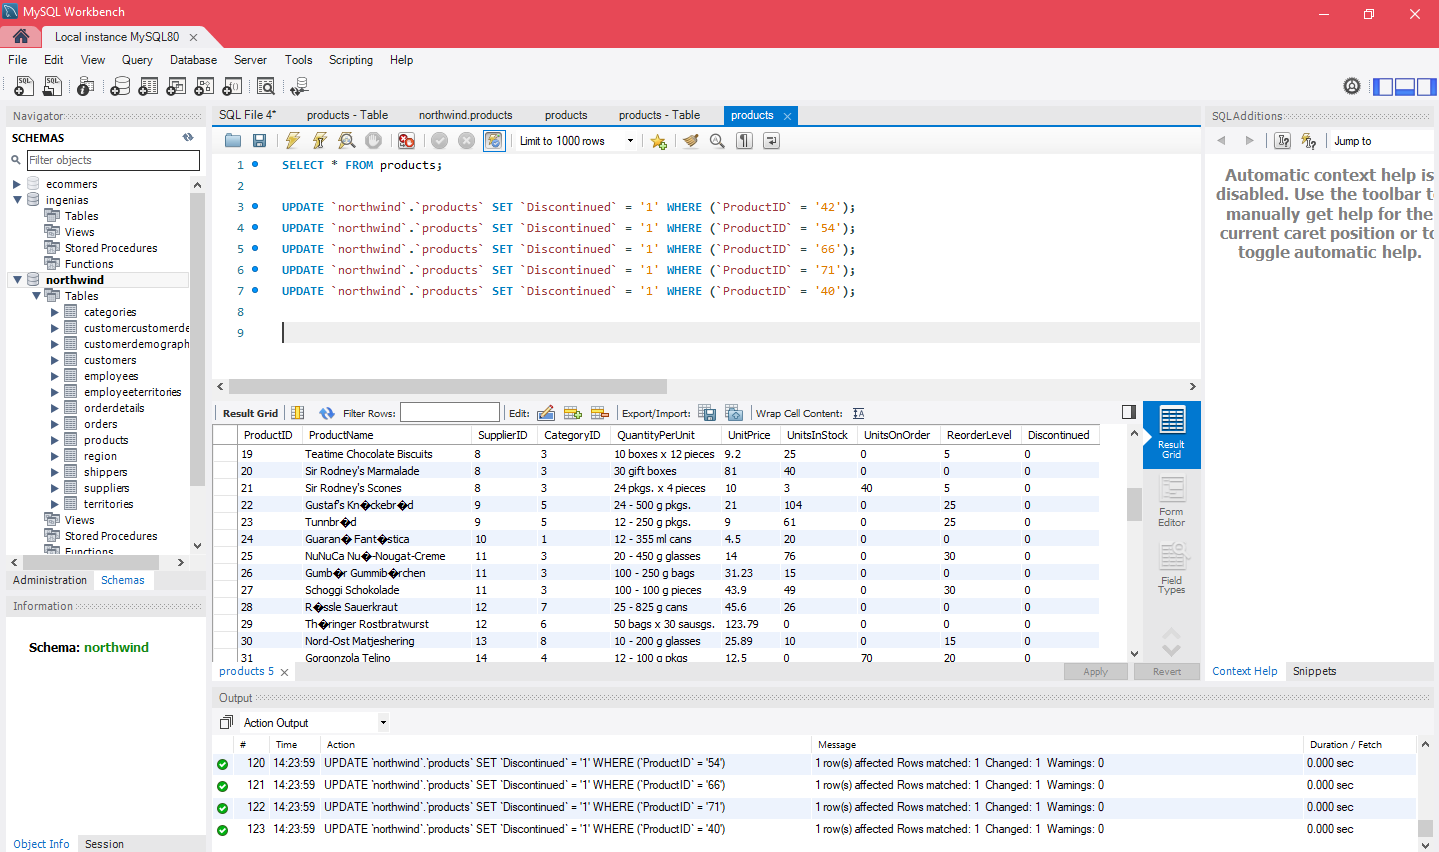 MySQL Workbench
Local instance MySQL80
File Edit View Query Database Server Tools Scripting Help
Navigator
SCHEMAS
Filter objects
ecommers
ingenias
Tables
Views
Stored Procedures
Functions
northwind
Tables
categories
customercustomerde
customerdemograph
customers
employees
employeeterritories
orderdetails
orders
products
region
shippers
suppliers
territories
Views
Stored Procedures
Functions
Administration Schemas
Information
Schema: northwind
Object Info Session
SQL File 4* products - Table northwind.products products products - Table products
Limit to 1000 rows
1 SELECT * FROM products;
2
3 UPDATE `northwind`.`products` SET `Discontinued` = '1' WHERE (`ProductID` = '42');
4 UPDATE `northwind`.`products` SET `Discontinued` = '1' WHERE (`ProductID` = '54');
5 UPDATE `northwind`.`products` SET `Discontinued` = '1' WHERE (`ProductID` = '66');
6 UPDATE `northwind`.`products` SET `Discontinued` = '1' WHERE (`ProductID` = '71');
7 UPDATE `northwind`.`products` SET `Discontinued` = '1' WHERE (`ProductID` = '40');
8
9
Result Grid Filter Rows: Edit: Export/Import: Wrap Cell Content: IA
ProductID ProductName SupplierID CategoryID QuantityPerUnit UnitPrice UnitsInStock UnitsOnOrder ReorderLevel Discontinued
19 Teatime Chocolate Biscuits 8 3 10 boxes x 12 pieces 9.2 25 0 5 0
20 Sir Rodney's Marmalade 8 3 30 gift boxes 81 40 0 0 0
21 Sir Rodney's Scones 8 3 24 pkgs. x 4 pieces 10 3 40 5 0
22 Gustaf's Kn�ckebr�d 9 5 24 - 500 g pkgs. 21 104 0 25 0
23 Tunnbr�d 9 5 12 - 250 g pkgs. 9 61 0 25 0
24 Guaran� Fant�stica 10 1 12 - 355 ml cans 4.5 20 0 0 0
25 NuNuCa Nu�-Nougat-Creme 11 3 20 - 450 g glasses 14 76 0 30 0
26 Gumb�r Gummib�rchen 11 3 100 - 250 g bags 31.23 15 0 0 0
27 Schoggi Schokolade 11 3 100 - 100 g pieces 43.9 49 0 30 0
28 R�ssle Sauerkraut 12 7 25 - 825 g cans 45.6 26 0 0 0
29 Th�ringer Rostbratwurst 12 6 50 bags x 30 sausgs. 123.79 0 0 0 0
30 Nord-Ost Matjeshering 13 8 10 - 200 g glasses 25.89 10 0 15 0
31 Gorgonzola Telino 14 4 12 - 100 g pkgs 12.5 0 70 20 0
Result
Grid
Form
Editor
Field
Types
products 5
Apply Revert
SQLAdditions
Jump to
Automatic context help is
disabled. Use the toolbar t
manually get help for the
current caret position or to
toggle automatic help.
Context Help Snippets
Output
Action Output
# Time Action Message Duration / Fetch
120 14:23:59 UPDATE `northwind`.`products` SET `Discontinued` = '1' WHERE (`ProductID` = '54') 1 row(s) affected Rows matched: 1 Changed: 1 Warnings: 0 0.000 sec
121 14:23:59 UPDATE `northwind`.`products` SET `Discontinued` = '1' WHERE (`ProductID` = '66') 1 row(s) affected Rows matched: 1 Changed: 1 Warnings: 0 0.000 sec
122 14:23:59 UPDATE `northwind`.`products` SET `Discontinued` = '1' WHERE (`ProductID` = '71') 1 row(s) affected Rows matched: 1 Changed: 1 Warnings: 0 0.000 sec
123 14:23:59 UPDATE `northwind`.`products` SET `Discontinued` = '1' WHERE (`ProductID` = '40') 1 row(s) affected Rows matched: 1 Changed: 1 Warnings: 0 0.000 sec